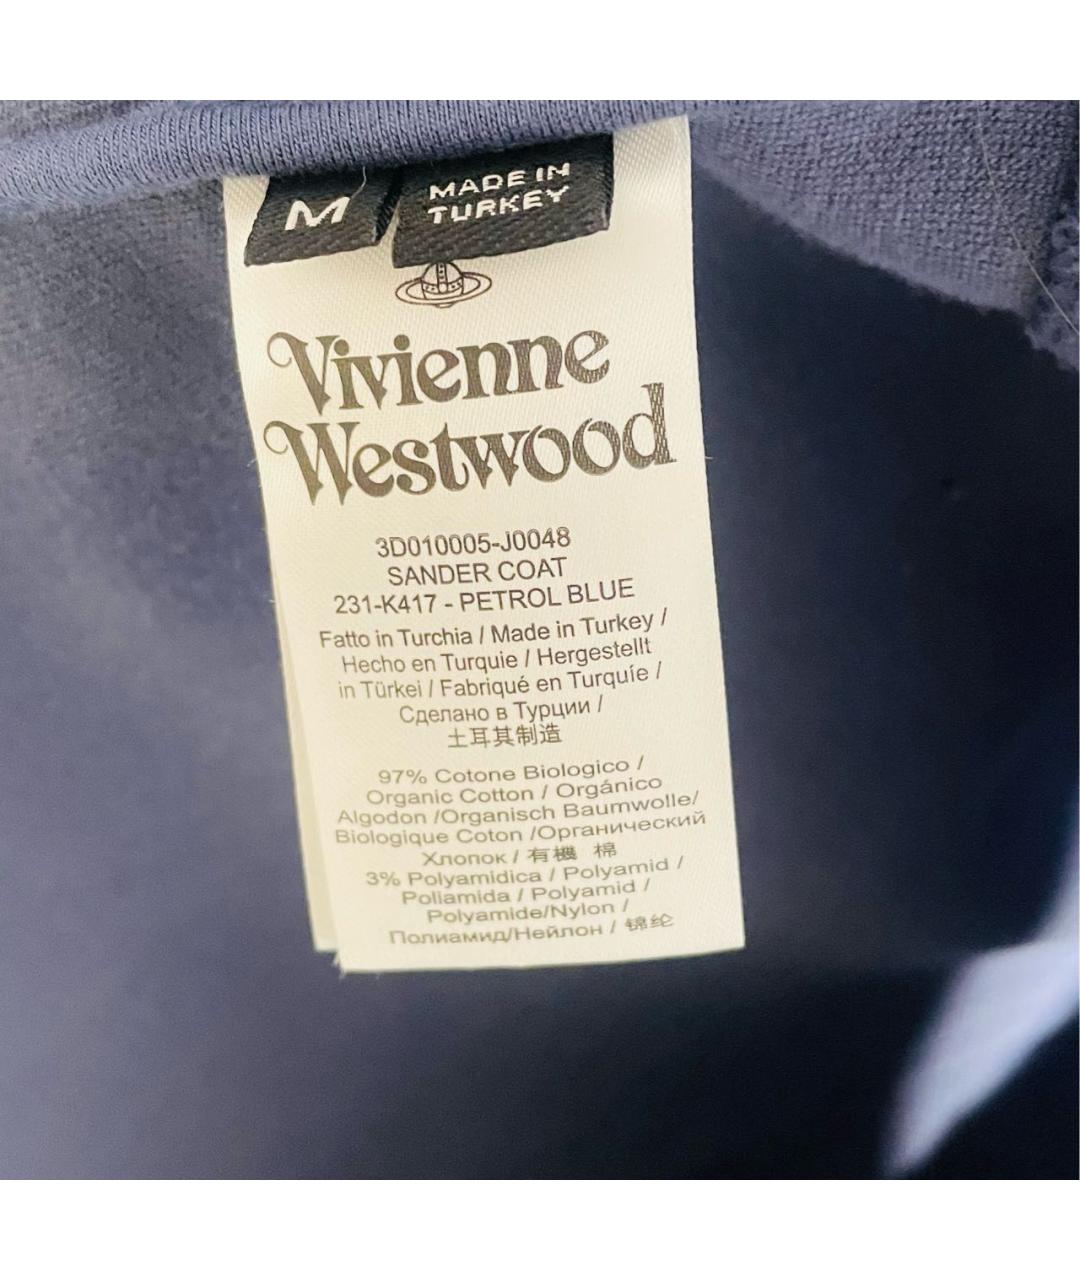 M
MADE IN
TURKEY
Vivienne
Westwood
3D010005-J0048
SANDER COAT
231-K417 - PETROL BLUE
Fatto in Turchia / Made in Turkey /
Hecho en Turquie / Hergestellt
in Türkei / Fabriqué en Turquíe /
Сделано в Турции /
土耳其制造
97% Cotone Biologico /
Organic Cotton / Orgánico
Algodon /Organisch Baumwolle/
Biologique Coton /Органический
Хлопок / 有機 棉
3% Polyamidica / Polyamid /
Poliamida / Polyamid /
Polyamide/Nylon /
Полиамид/Нейлон / 锦纶